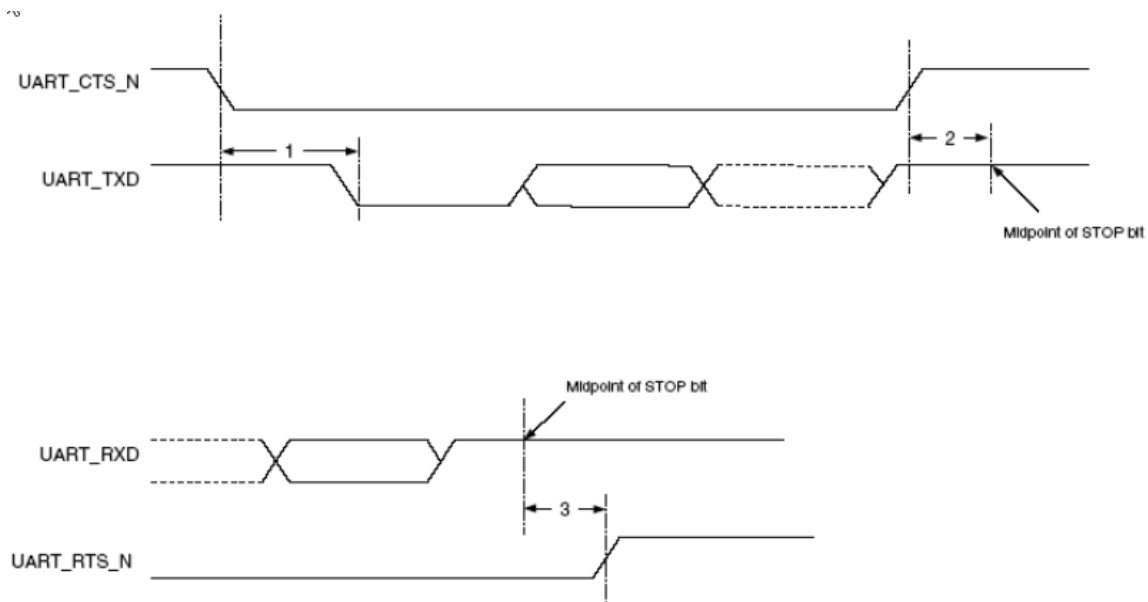 UART_CTS_N
1
2
UART_TXD
Midpoint of STOP bit
Midpoint of STOP bit
UART_RXD
3
UART_RTS_N